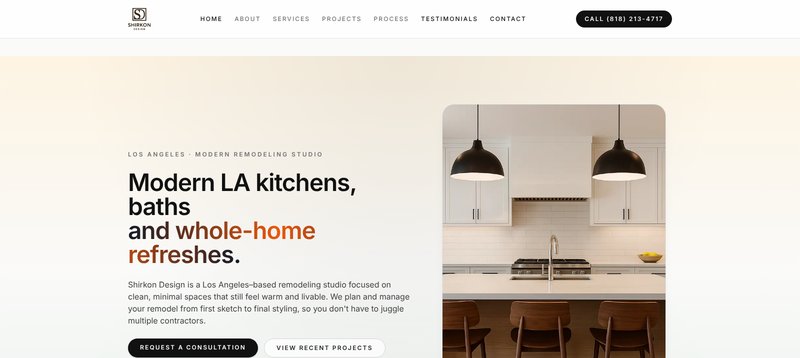 SHIRKON
DESIGN
HOME ABOUT SERVICES PROJECTS PROCESS TESTIMONIALS CONTACT
CALL (818) 213-4717
LOS ANGELES · MODERN REMODELING STUDIO
Modern LA kitchens,
baths
and whole-home
refreshes.
Shirkon Design is a Los Angeles–based remodeling studio focused on
clean, minimal spaces that still feel warm and livable. We plan and manage
your remodel from first sketch to final styling, so you don't have to juggle
multiple contractors.
REQUEST A CONSULTATION
VIEW RECENT PROJECTS